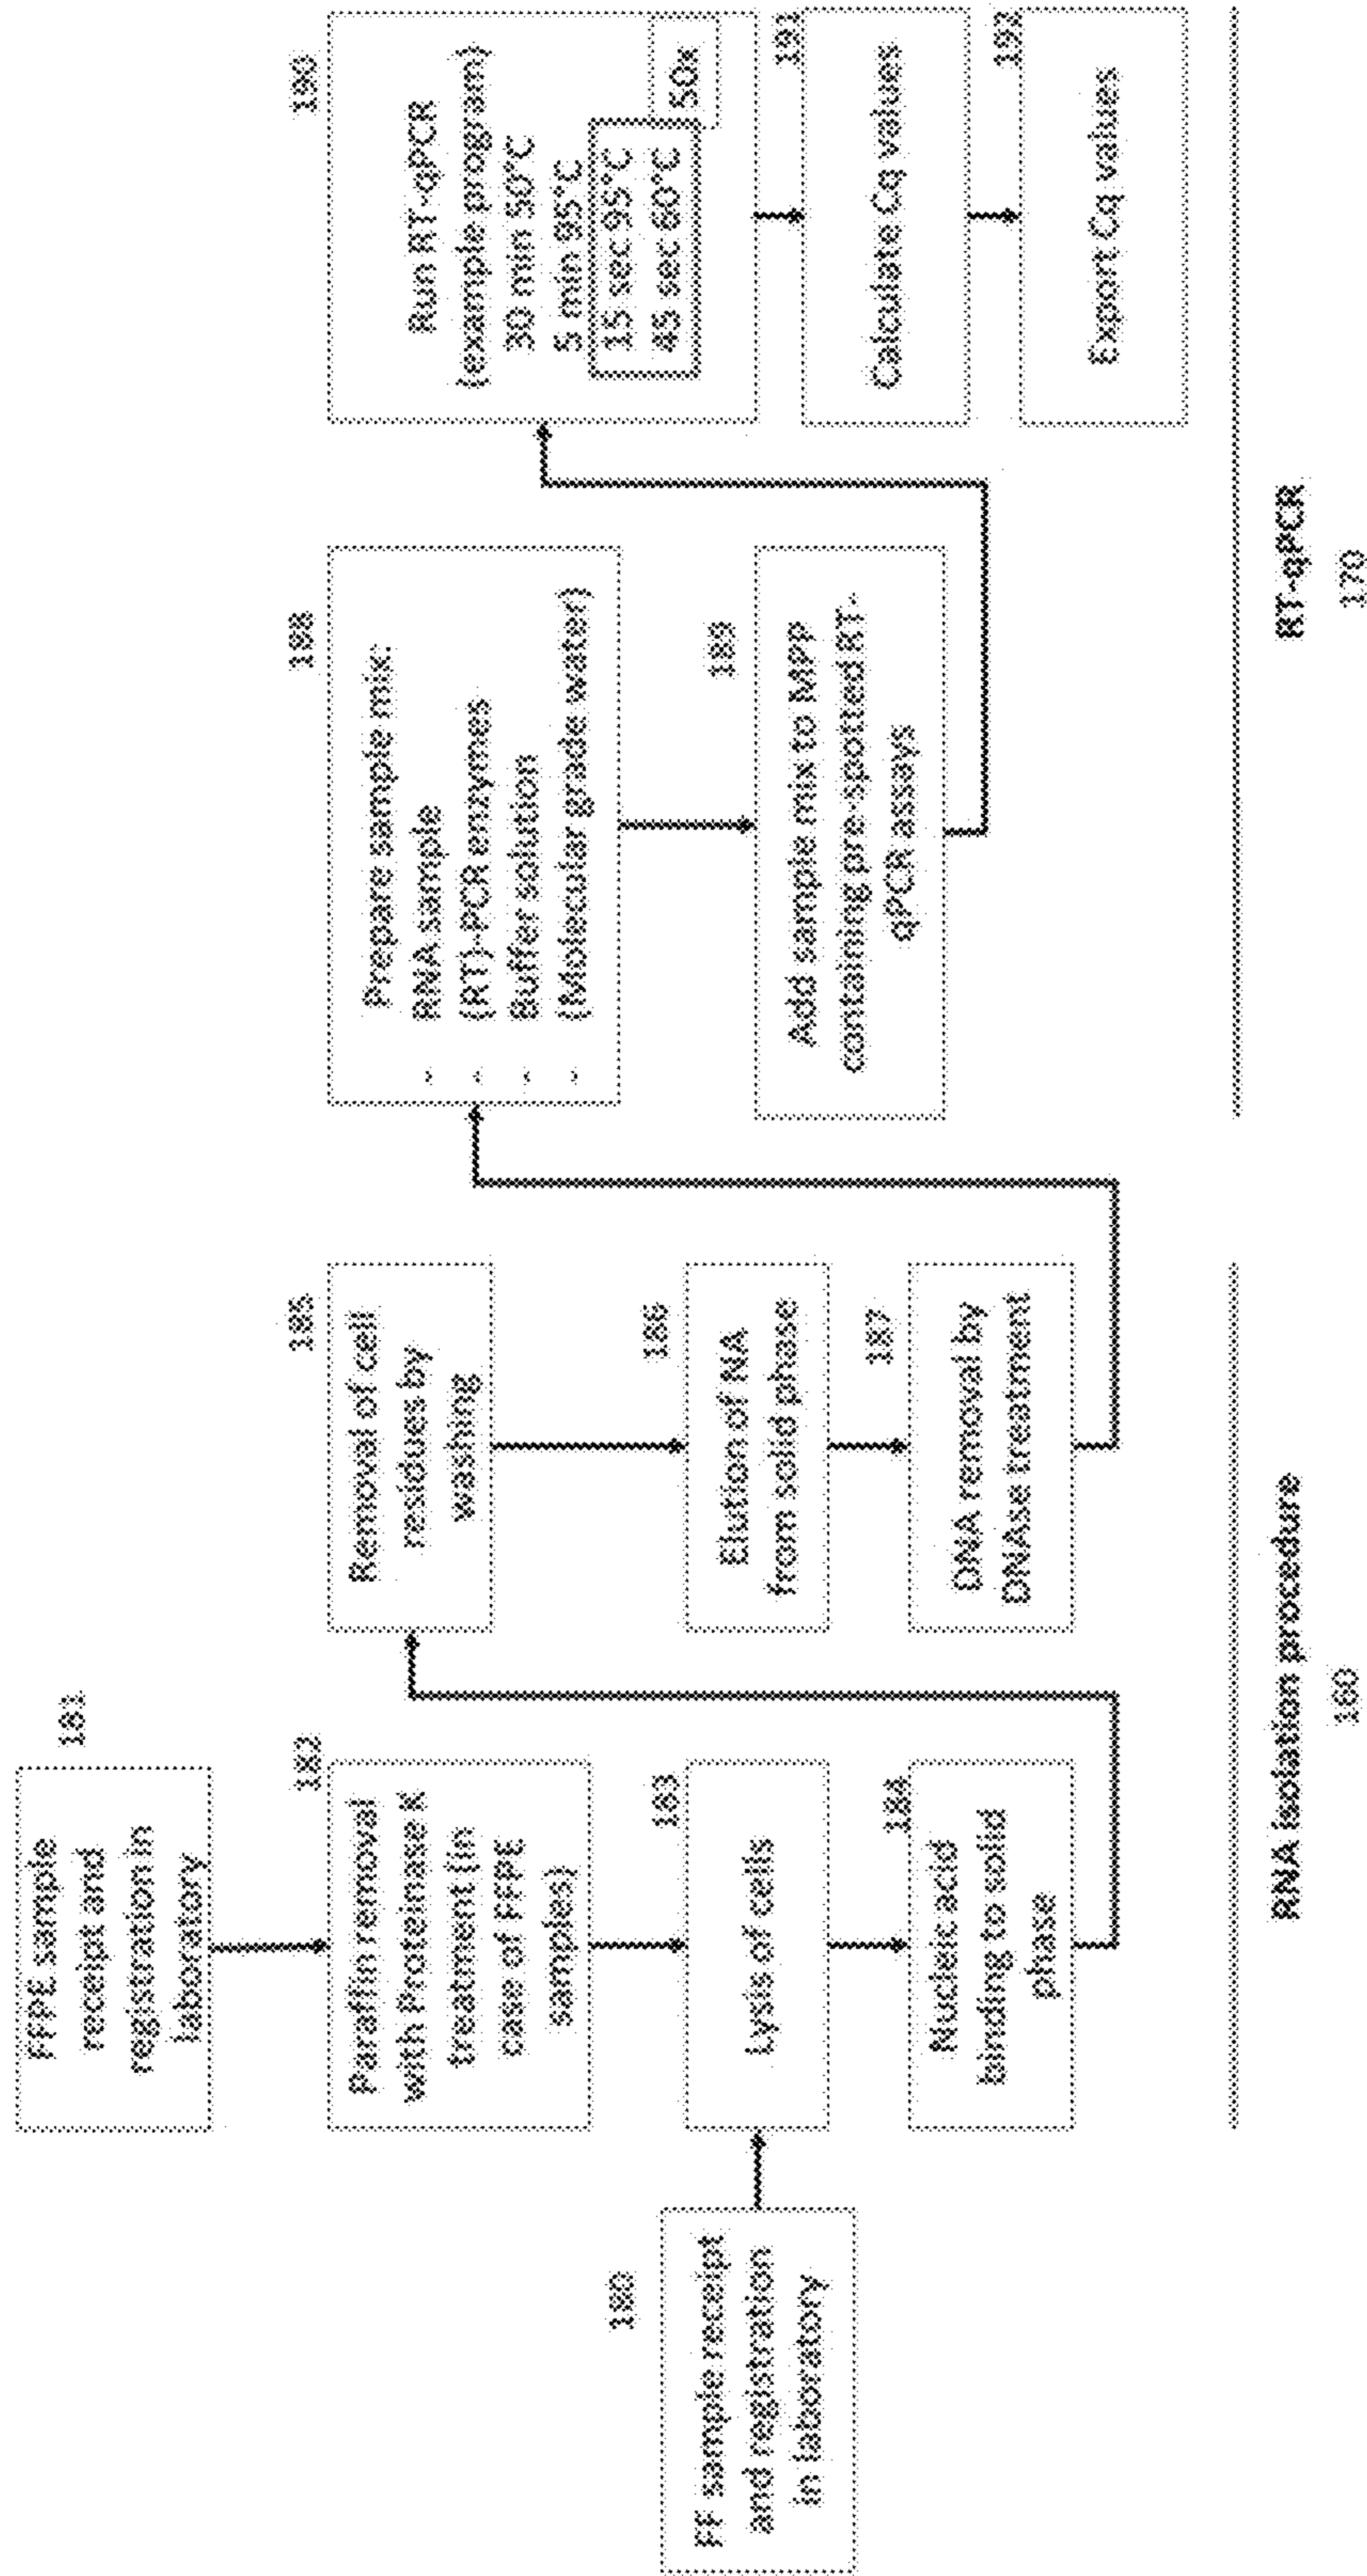 181
FFPE sample
receipt and
registration in
laboratory
182
Paraffin removal
with Proteinase K
treatment (in
case of FFPE
samples)
180
FF sample receipt
and registration
in laboratory
183
Lysis of cells
184
Nucleic acid
binding to solid
phase
185
Removal of cell
residues by
washing
186
Elution of NA
from solid phase
187
DNA removal by
DNAse treatment
RNA isolation procedure
160
188
Prepare sample mix:
- RNA sample
- (RT)-PCR enzymes
- Buffer solution
- (Molecular grade water)
189
Add sample mix to MPP
containing pre-spotted RT-
qPCR assays
190
Run RT-qPCR
(example program)
30 min 50°C
5 min 95°C
15 sec 95°C
45 sec 60°C
50x
191
Calculate Cq values
192
Export Cq values
RT-qPCR
170